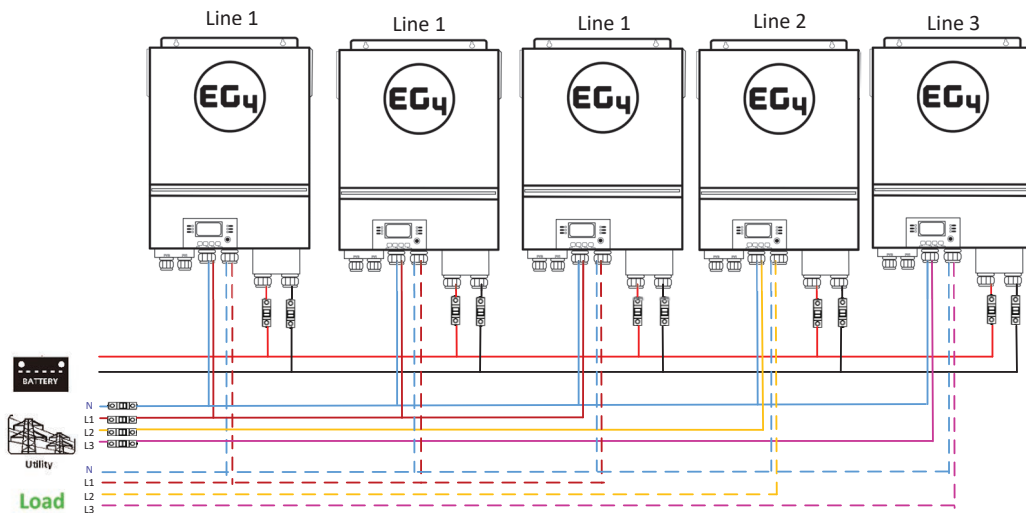 Line 1
Line 1
Line 1
Line 2
Line 3
EG4
EG4
EG4
EG4
EG4
BATTERY
N
L1
L2
L3
Utility
N
L1
L2
L3
Load